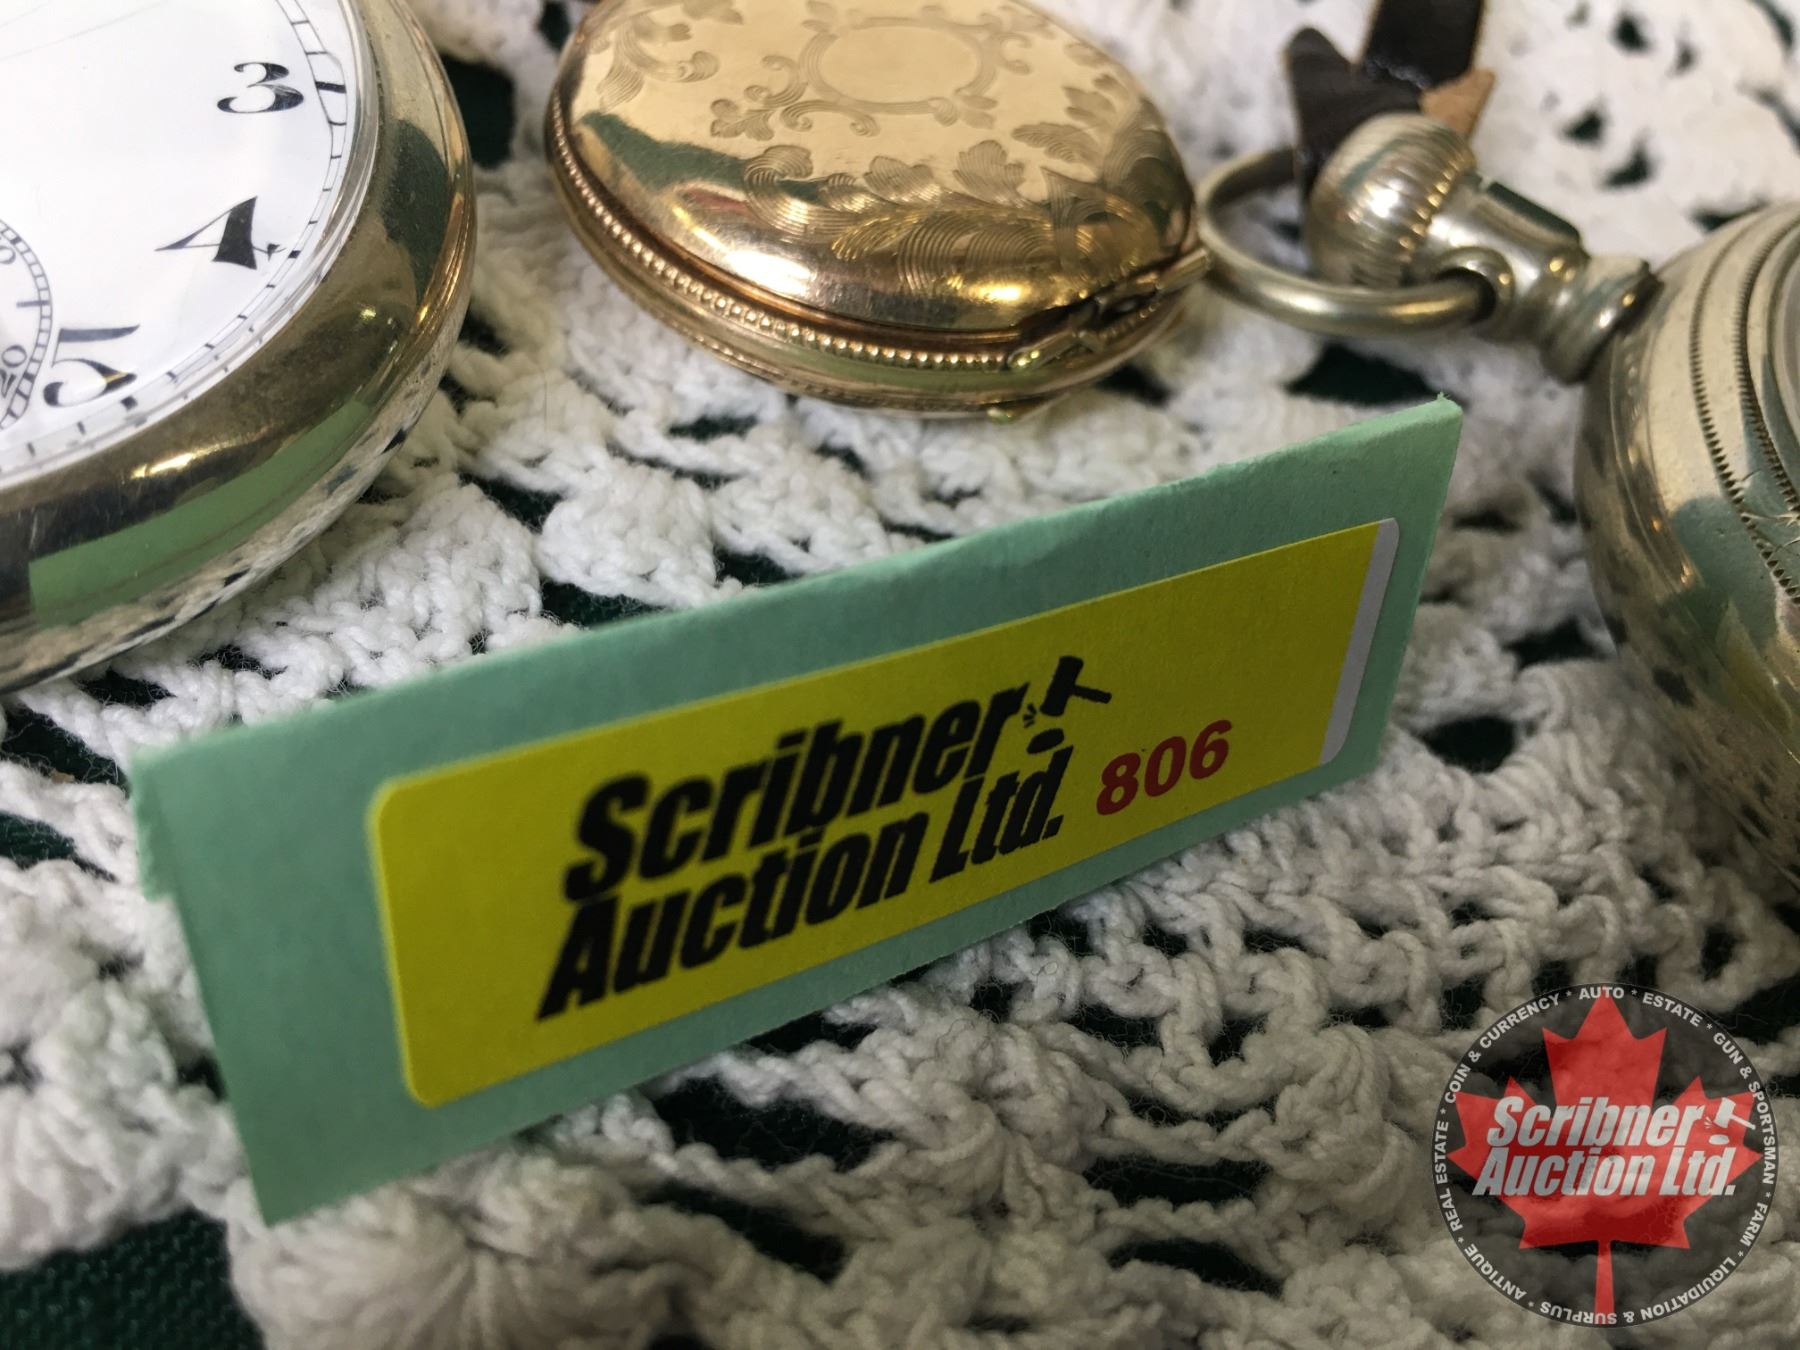 3
4
5
20
Scribner
Auction Ltd. 806
COIN & CURRENCY * AUTO * ESTATE * GUN & SPORTSMAN * FARM * LIQUIDATION & SURPLUS * ANTIQUE * REAL ESTATE *
Scribner
Auction Ltd.